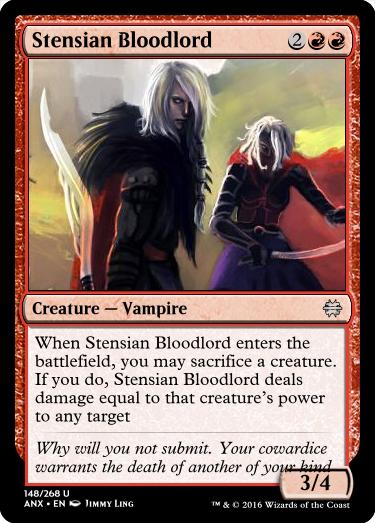 Stensian Bloodlord 2
Creature — Vampire
When Stensian Bloodlord enters the
battlefield, you may sacrifice a creature.
If you do, Stensian Bloodlord deals
damage equal to that creature's power
to any target
Why will you not submit. Your cowardice
warrants the death of another of your kind
3/4
148/268 U
ANX • EN JIMMY LING
™ & © 2016 Wizards of the Coast